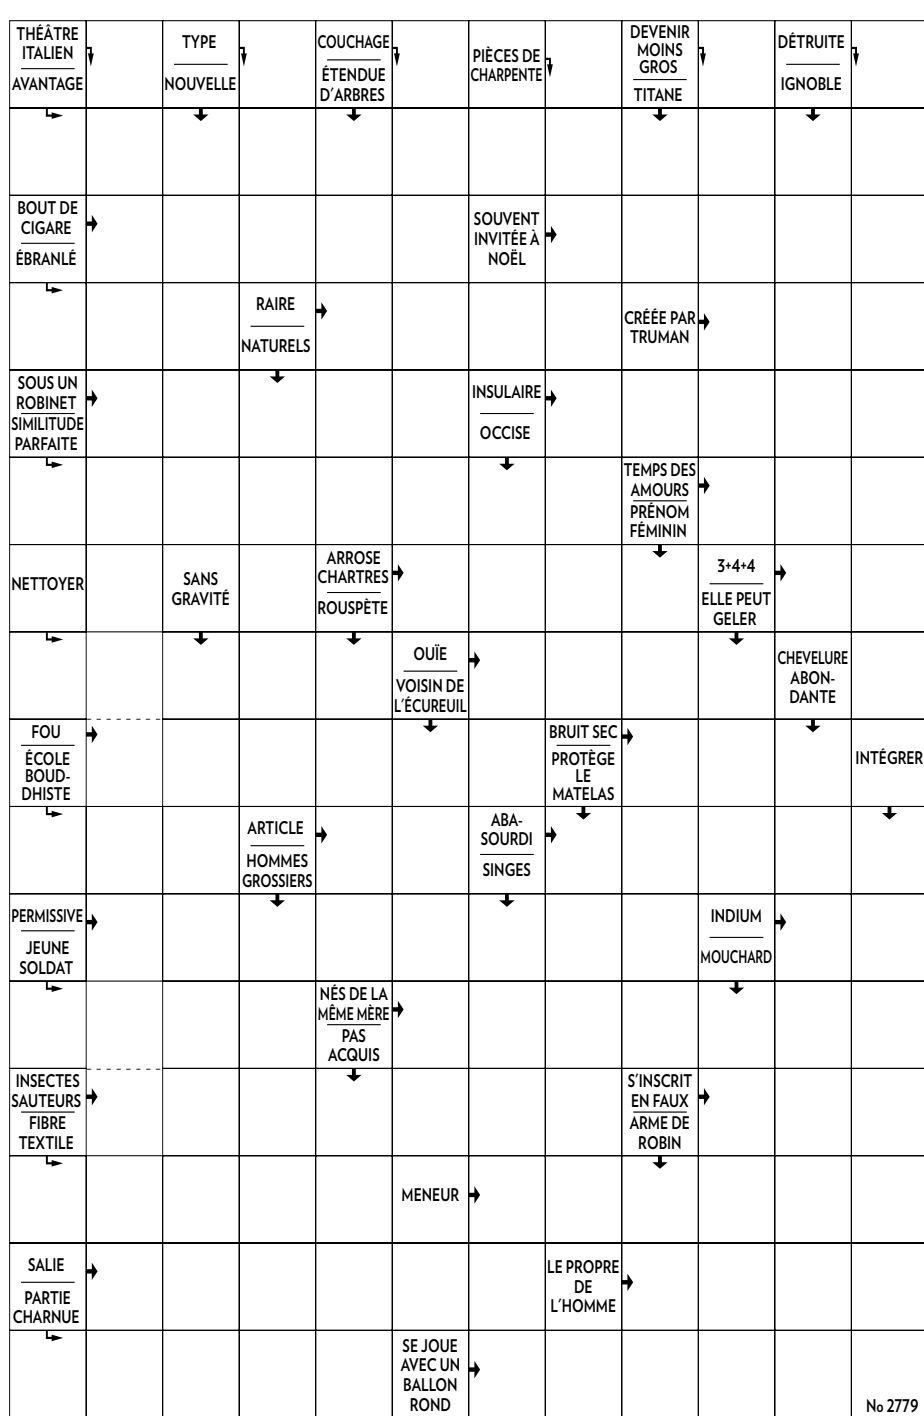 THÉÂTRE
ITALIEN
AVANTAGE
TYPE
NOUVELLE
COUCHAGE
ÉTENDUE
D'ARBRES
PIÈCES DE
CHARPENTE
DEVENIR
MOINS
GROS
TITANE
DÉTRUITE
IGNOBLE
BOUT DE
CIGARE
ÉBRANLÉ
SOUVENT
INVITÉE À
NOËL
RAIRE
NATURELS
CRÉÉE PAR
TRUMAN
SOUS UN
ROBINET
SIMILITUDE
PARFAITE
INSULAIRE
OCCISE
TEMPS DES
AMOURS
PRÉNOM
FÉMININ
NETTOYER
SANS
GRAVITÉ
ARROSE
CHARTRES
ROUSPÈTE
3+4+4
ELLE PEUT
GELER
OUÏE
VOISIN DE
L'ÉCUREUIL
CHEVELURE
ABON-
DANTE
FOU
ÉCOLE
BOUD-
DHISTE
BRUIT SEC
PROTÈGE
LE
MATELAS
INTÉGRER
ARTICLE
HOMMES
GROSSIERS
ABA-
SOURDI
SINGES
PERMISSIVE
JEUNE
SOLDAT
INDIUM
MOUCHARD
NÉS DE LA
MÊME MÈRE
PAS
ACQUIS
INSECTES
SAUTEURS
FIBRE
TEXTILE
S'INSCRIT
EN FAUX
ARME DE
ROBIN
MENEUR
SALIE
PARTIE
CHARNUE
LE PROPRE
DE
L'HOMME
SE JOUE
AVEC UN
BALLON
ROND
No 2779